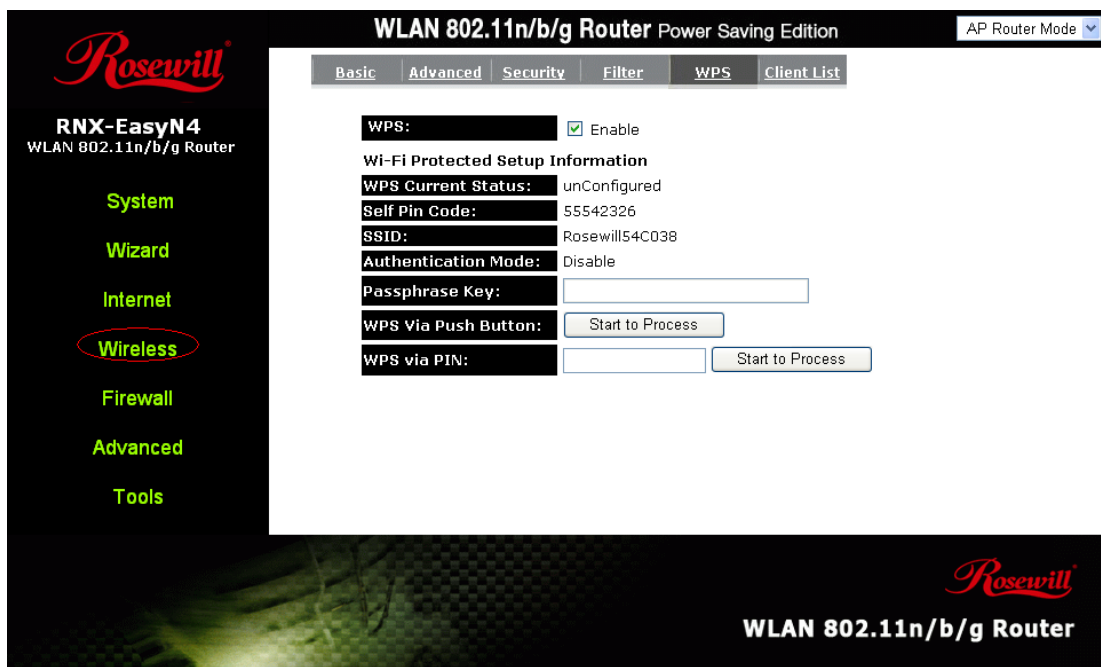 WLAN 802.11n/b/g Router Power Saving Edition
AP Router Mode
Rosewill
Basic Advanced Security Filter WPS Client List
RNX-EasyN4
WLAN 802.11n/b/g Router
System
Wizard
Internet
Wireless
Firewall
Advanced
Tools
WPS: Enable
Wi-Fi Protected Setup Information
WPS Current Status: unConfigured
Self Pin Code: 55542326
SSID: Rosewill54C038
Authentication Mode: Disable
Passphrase Key:
WPS Via Push Button: Start to Process
WPS via PIN: Start to Process
Rosewill
WLAN 802.11n/b/g Router